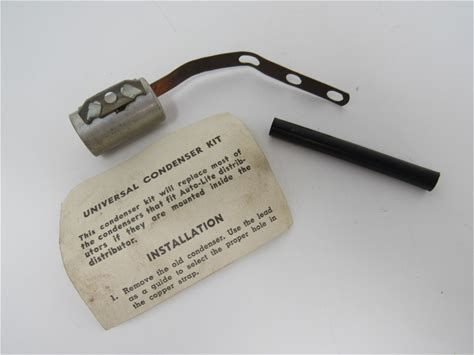 UNIVERSAL CONDENSER KIT
This condenser kit will replace most of
the condensers that fit Auto-Lite distrib-
utors if they are mounted inside the
distributor.
INSTALLATION
1. Remove the old condenser. Use the lead
as a guide to select the proper hole in
the copper strap.